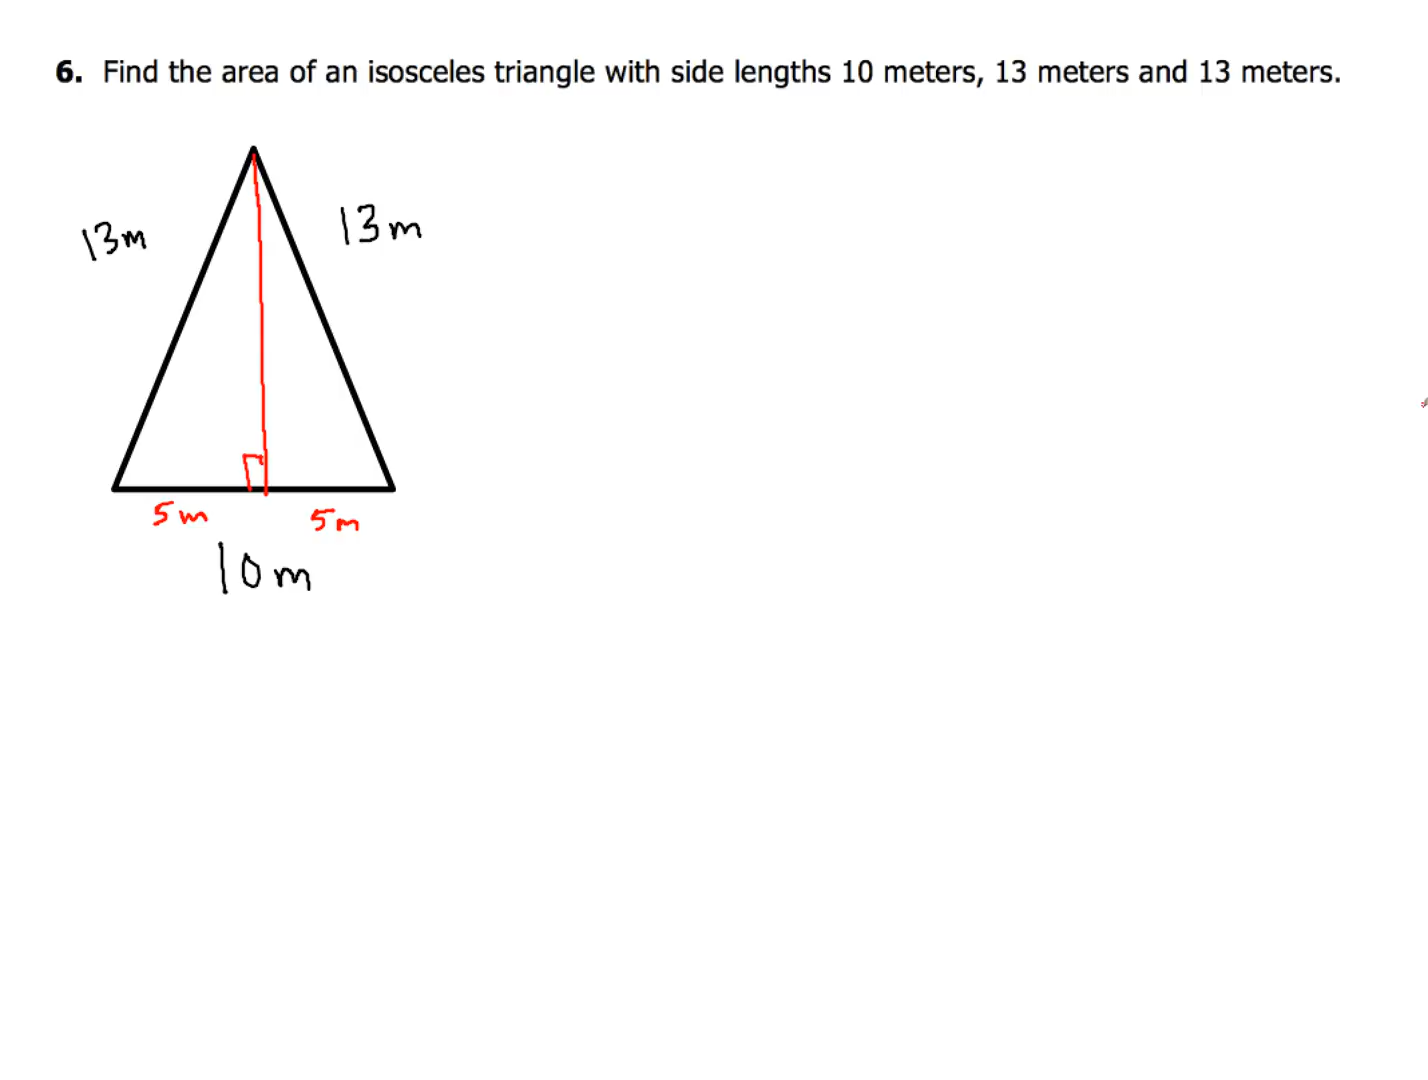 6. Find the area of an isosceles triangle with side lengths 10 meters, 13 meters and 13 meters.
13m
13m
5m
5m
10m